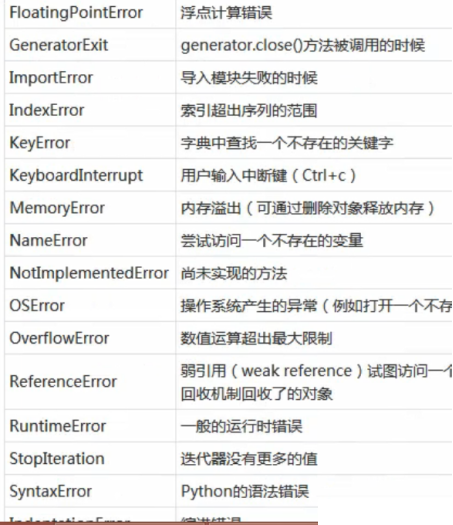 FloatingPointError 浮点计算错误
GeneratorExit generator.close()方法被调用的时候
ImportError 导入模块失败的时候
IndexError 索引超出序列的范围
KeyError 字典中查找一个不存在的关键字
KeyboardInterrupt 用户输入中断键（Ctrl+c）
MemoryError 内存溢出（可通过删除对象释放内存）
NameError 尝试访问一个不存在的变量
NotImplementedError 尚未实现的方法
OSError 操作系统产生的异常（例如打开一个不存
OverflowError 数值运算超出最大限制
ReferenceError 弱引用（weak reference）试图访问一个
回收机制回收了的对象
RuntimeError 一般的运行时错误
StopIteration 迭代器没有更多的值
SyntaxError Python的语法错误
IndentationError 缩进错误